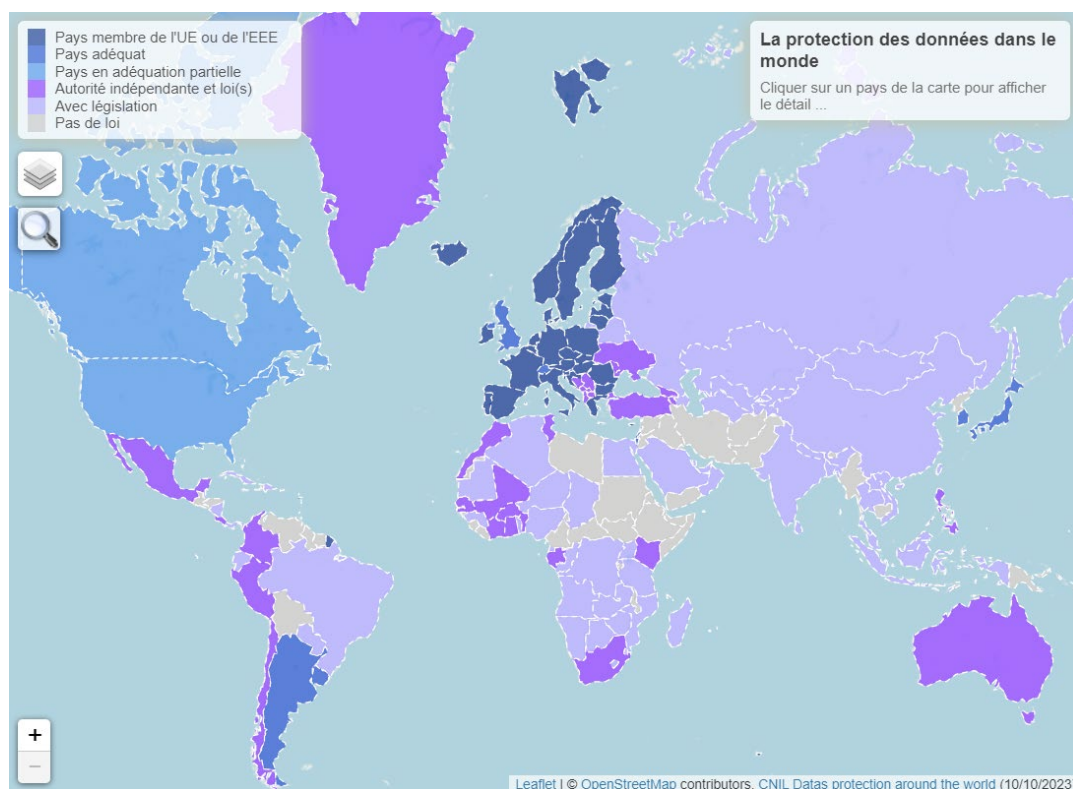 Pays membre de l'UE ou de l'EEE
Pays adéquat
Pays en adéquation partielle
Autorité indépendante et loi(s)
Avec législation
Pas de loi
La protection des données dans le
monde
Cliquer sur un pays de la carte pour afficher
le détail ...
+
−
Leaflet | © OpenStreetMap contributors, CNIL Datas protection around the world (10/10/2023